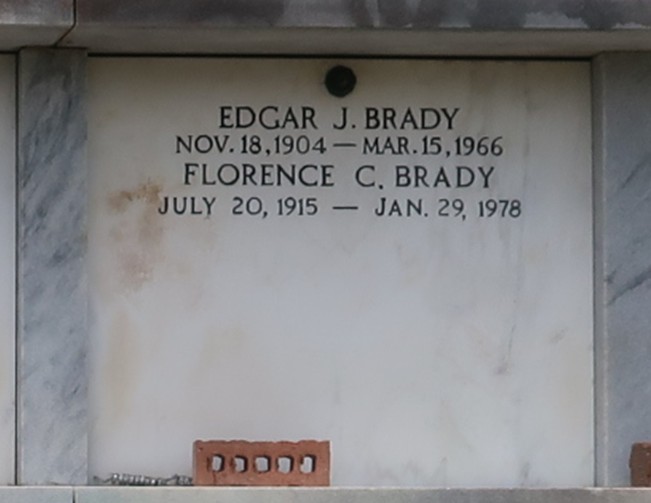 EDGAR J. BRADY
NOV. 18, 1904 — MAR. 15, 1966
FLORENCE C. BRADY
JULY 20, 1915 — JAN. 29, 1978